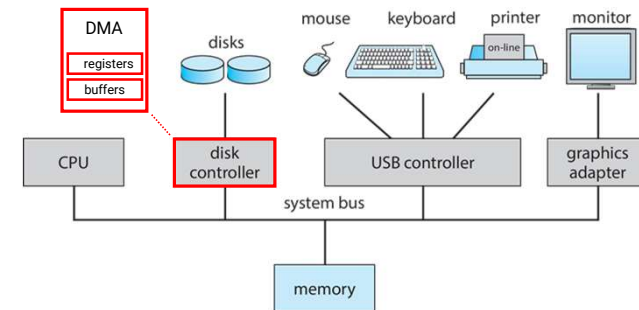 DMA
registers
buffers
disks
mouse
keyboard
printer
monitor
on-line
CPU
disk
controller
USB controller
graphics
adapter
system bus
memory